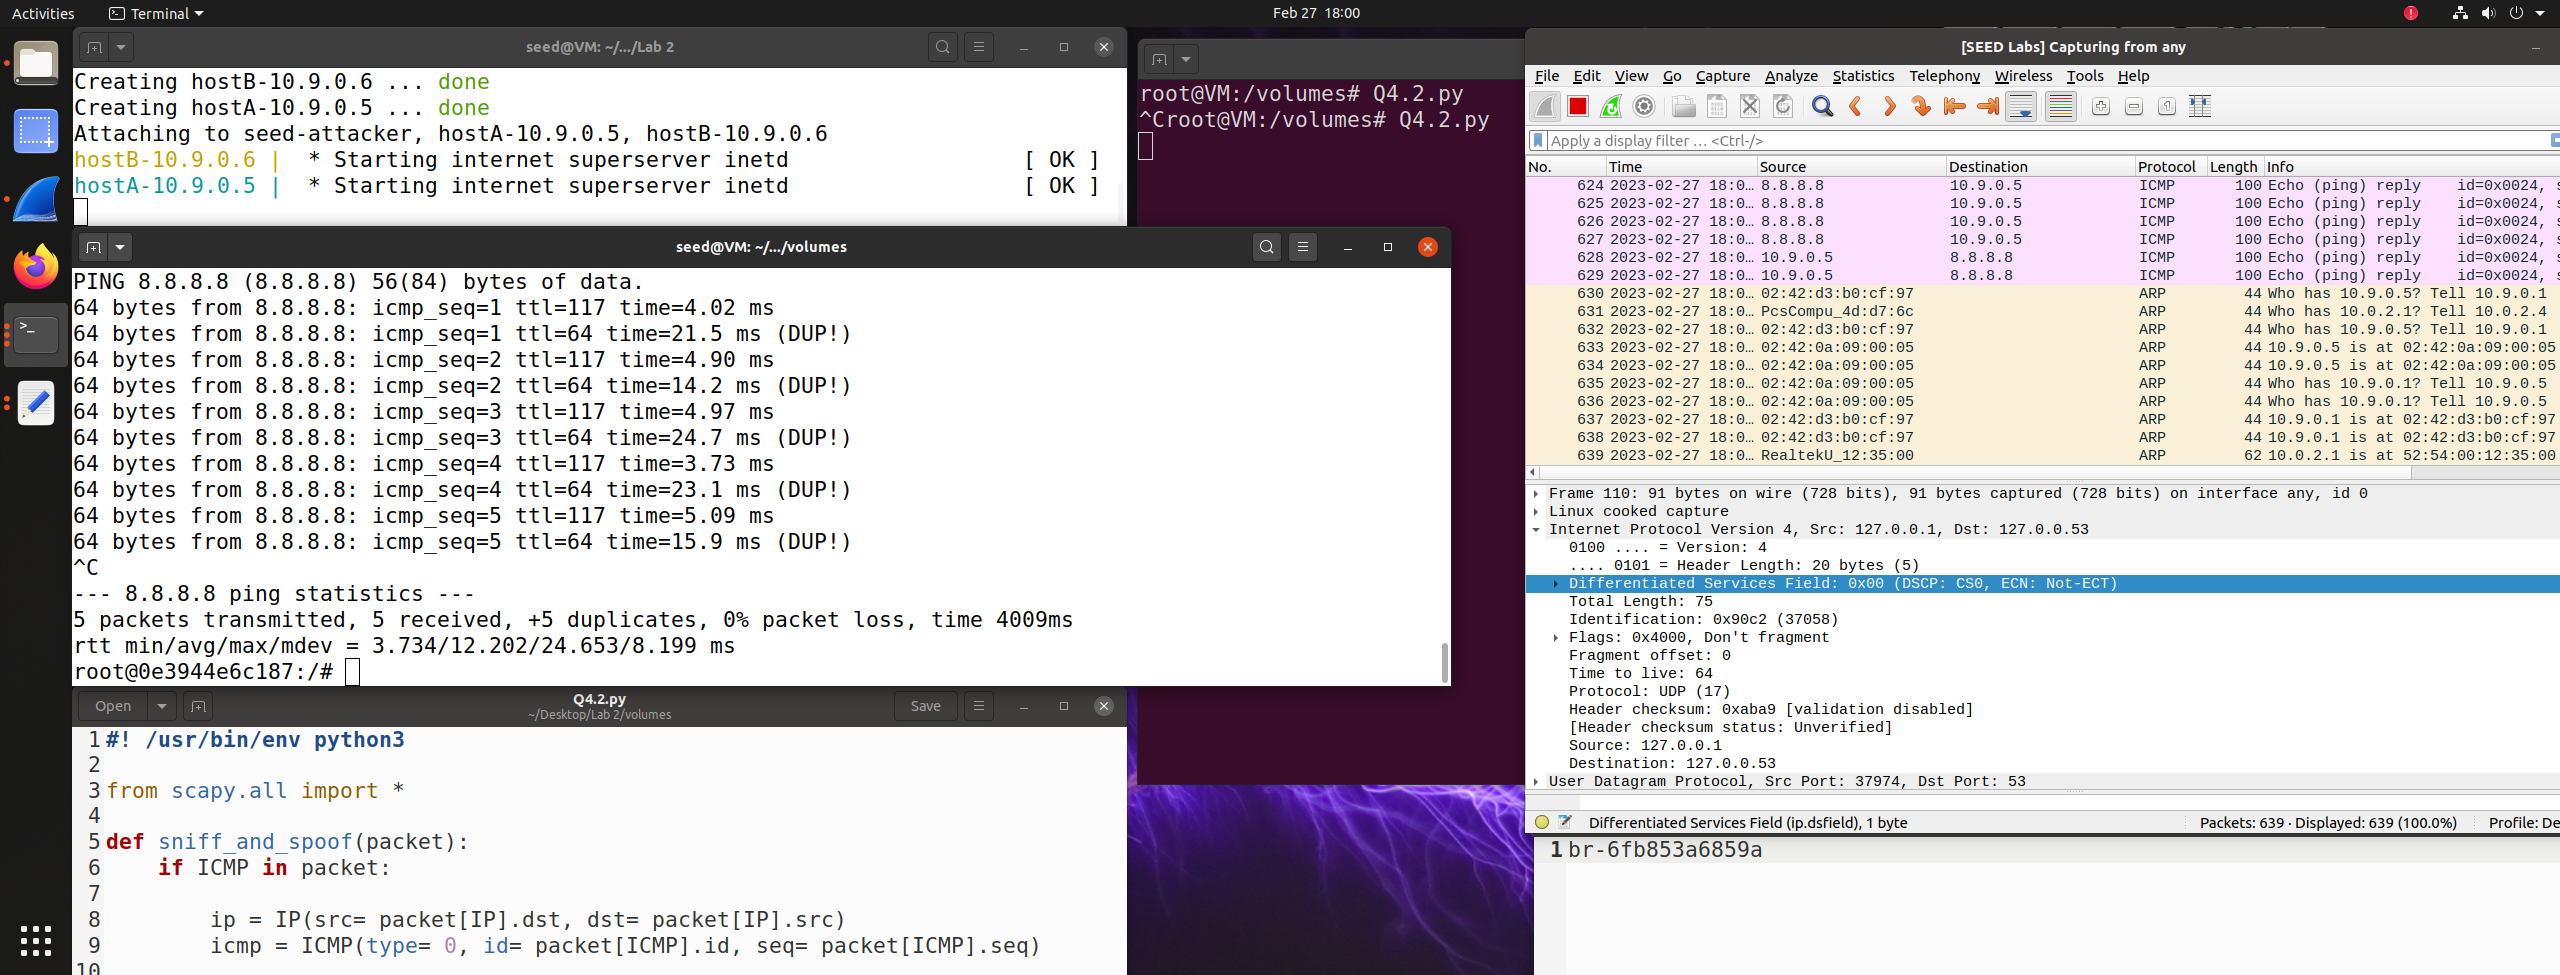 Activities
Terminal
Feb 27 18:00
seed@VM: ~/.../Lab 2
Creating hostB-10.9.0.6 ... done
Creating hostA-10.9.0.5 ... done
Attaching to seed-attacker, hostA-10.9.0.5, hostB-10.9.0.6
hostB-10.9.0.6 | * Starting internet superserver inetd [ OK ]
hostA-10.9.0.5 | * Starting internet superserver inetd [ OK ]
seed@VM: ~/.../volumes
PING 8.8.8.8 (8.8.8.8) 56(84) bytes of data.
64 bytes from 8.8.8.8: icmp_seq=1 ttl=117 time=4.02 ms
64 bytes from 8.8.8.8: icmp_seq=1 ttl=64 time=21.5 ms (DUP!)
64 bytes from 8.8.8.8: icmp_seq=2 ttl=117 time=4.90 ms
64 bytes from 8.8.8.8: icmp_seq=2 ttl=64 time=14.2 ms (DUP!)
64 bytes from 8.8.8.8: icmp_seq=3 ttl=117 time=4.97 ms
64 bytes from 8.8.8.8: icmp_seq=3 ttl=64 time=24.7 ms (DUP!)
64 bytes from 8.8.8.8: icmp_seq=4 ttl=117 time=3.73 ms
64 bytes from 8.8.8.8: icmp_seq=4 ttl=64 time=23.1 ms (DUP!)
64 bytes from 8.8.8.8: icmp_seq=5 ttl=117 time=5.09 ms
64 bytes from 8.8.8.8: icmp_seq=5 ttl=64 time=15.9 ms (DUP!)
^C
--- 8.8.8.8 ping statistics ---
5 packets transmitted, 5 received, +5 duplicates, 0% packet loss, time 4009ms
rtt min/avg/max/mdev = 3.734/12.202/24.653/8.199 ms
root@0e3944e6c187:/#
Open
Q4.2.py
~/Desktop/Lab 2/volumes
Save
1 #! /usr/bin/env python3
2
3 from scapy.all import *
4
5 def sniff_and_spoof(packet):
6 if ICMP in packet:
7
8 ip = IP(src= packet[IP].dst, dst= packet[IP].src)
9 icmp = ICMP(type= 0, id= packet[ICMP].id, seq= packet[ICMP].seq)
10
root@VM:/volumes# Q4.2.py
^Croot@VM:/volumes# Q4.2.py
[SEED Labs] Capturing from any
File Edit View Go Capture Analyze Statistics Telephony Wireless Tools Help
Apply a display filter … <Ctrl-/>
No. Time Source Destination Protocol Length Info
624 2023-02-27 18:0… 8.8.8.8 10.9.0.5 ICMP 100 Echo (ping) reply id=0x0024, s
625 2023-02-27 18:0… 8.8.8.8 10.9.0.5 ICMP 100 Echo (ping) reply id=0x0024, s
626 2023-02-27 18:0… 8.8.8.8 10.9.0.5 ICMP 100 Echo (ping) reply id=0x0024, s
627 2023-02-27 18:0… 8.8.8.8 10.9.0.5 ICMP 100 Echo (ping) reply id=0x0024, s
628 2023-02-27 18:0… 10.9.0.5 8.8.8.8 ICMP 100 Echo (ping) reply id=0x0024, s
629 2023-02-27 18:0… 10.9.0.5 8.8.8.8 ICMP 100 Echo (ping) reply id=0x0024, s
630 2023-02-27 18:0… 02:42:d3:b0:cf:97 ARP 44 Who has 10.9.0.5? Tell 10.9.0.1
631 2023-02-27 18:0… PcsCompu_4d:d7:6c ARP 44 Who has 10.0.2.1? Tell 10.0.2.4
632 2023-02-27 18:0… 02:42:d3:b0:cf:97 ARP 44 Who has 10.9.0.5? Tell 10.9.0.1
633 2023-02-27 18:0… 02:42:0a:09:00:05 ARP 44 10.9.0.5 is at 02:42:0a:09:00:05
634 2023-02-27 18:0… 02:42:0a:09:00:05 ARP 44 10.9.0.5 is at 02:42:0a:09:00:05
635 2023-02-27 18:0… 02:42:0a:09:00:05 ARP 44 Who has 10.9.0.1? Tell 10.9.0.5
636 2023-02-27 18:0… 02:42:0a:09:00:05 ARP 44 Who has 10.9.0.1? Tell 10.9.0.5
637 2023-02-27 18:0… 02:42:d3:b0:cf:97 ARP 44 10.9.0.1 is at 02:42:d3:b0:cf:97
638 2023-02-27 18:0… 02:42:d3:b0:cf:97 ARP 44 10.9.0.1 is at 02:42:d3:b0:cf:97
639 2023-02-27 18:0… RealtekU_12:35:00 ARP 62 10.0.2.1 is at 52:54:00:12:35:00
Frame 110: 91 bytes on wire (728 bits), 91 bytes captured (728 bits) on interface any, id 0
Linux cooked capture
Internet Protocol Version 4, Src: 127.0.0.1, Dst: 127.0.0.53
0100 .... = Version: 4
.... 0101 = Header Length: 20 bytes (5)
Differentiated Services Field: 0x00 (DSCP: CS0, ECN: Not-ECT)
Total Length: 75
Identification: 0x90c2 (37058)
Flags: 0x4000, Don't fragment
Fragment offset: 0
Time to live: 64
Protocol: UDP (17)
Header checksum: 0xaba9 [validation disabled]
[Header checksum status: Unverified]
Source: 127.0.0.1
Destination: 127.0.0.53
User Datagram Protocol, Src Port: 37974, Dst Port: 53
Differentiated Services Field (ip.dsfield), 1 byte
Packets: 639 · Displayed: 639 (100.0%)
Profile: De
1 br-6fb853a6859a